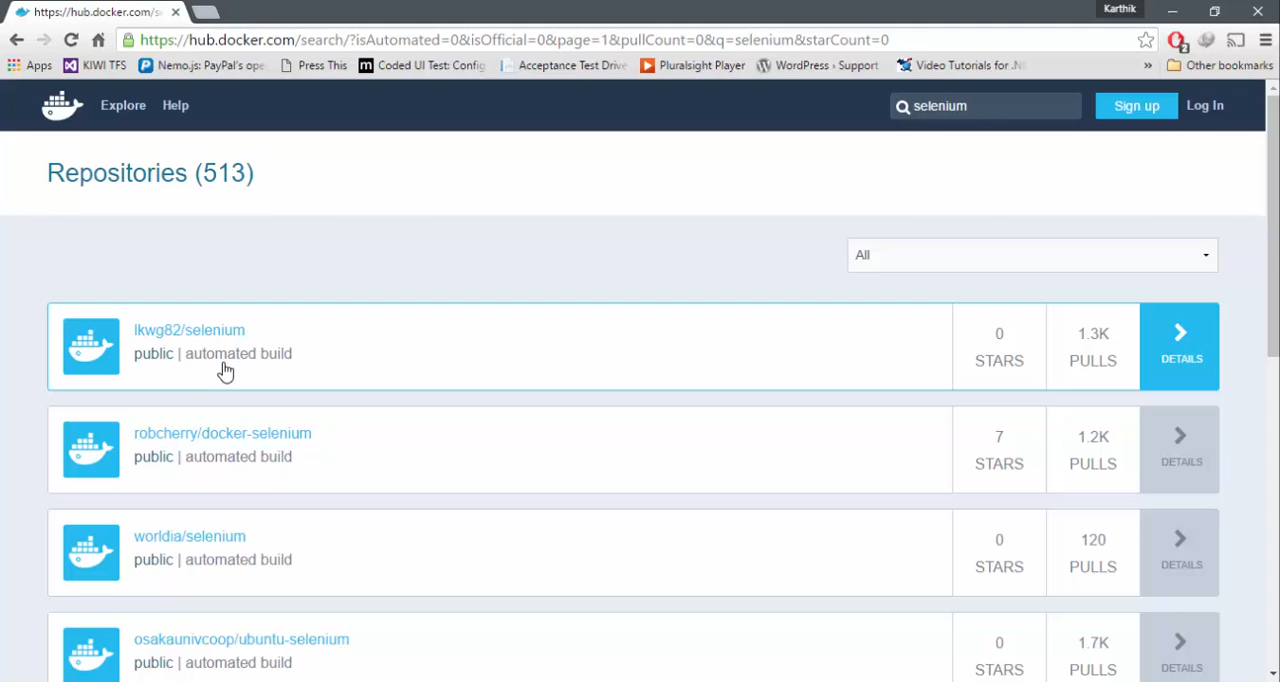 https://hub.docker.com/s
Karthik
https://hub.docker.com/search/?isAutomated=0&isOfficial=0&page=1&pullCount=0&q=selenium&starCount=0
2
Apps KIWI TFS Nemo.js: PayPal's ope Press This m Coded UI Test: Config Acceptance Test Drive Pluralsight Player WordPress › Support Video Tutorials for .NE » Other bookmarks
Explore Help selenium Sign up Log In
Repositories (513)
All
lkwg82/selenium
public | automated build
0
STARS
1.3K
PULLS
DETAILS
robcherry/docker-selenium
public | automated build
7
STARS
1.2K
PULLS
DETAILS
worldia/selenium
public | automated build
0
STARS
120
PULLS
DETAILS
osakaunivcoop/ubuntu-selenium
public | automated build
0
STARS
1.7K
PULLS
DETAILS